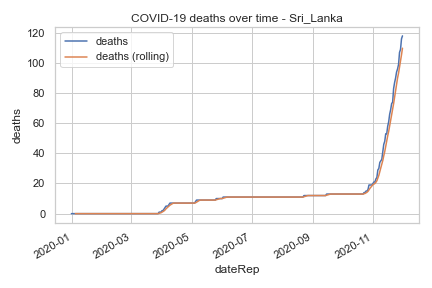 COVID-19 deaths over time - Sri_Lanka
deaths
deaths (rolling)
120
100
80
60
40
20
0
deaths
2020-01
2020-03
2020-05
2020-07
2020-09
2020-11
dateRep